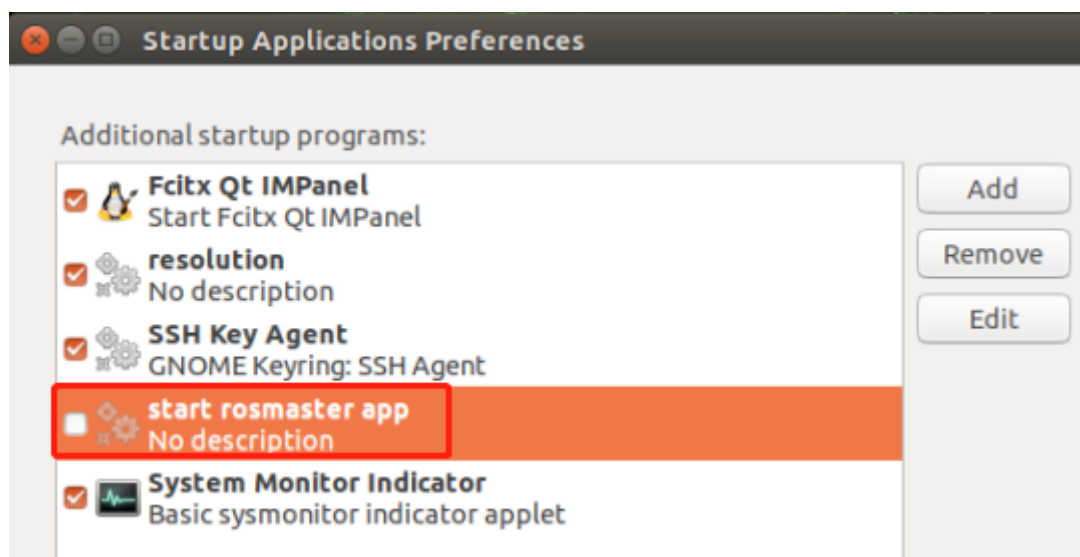 Startup Applications Preferences
Additional startup programs:
Fcitx Qt IMPanel
Start Fcitx Qt IMPanel
resolution
No description
SSH Key Agent
GNOME Keyring: SSH Agent
start rosmaster app
No description
System Monitor Indicator
Basic sysmonitor indicator applet
Add
Remove
Edit